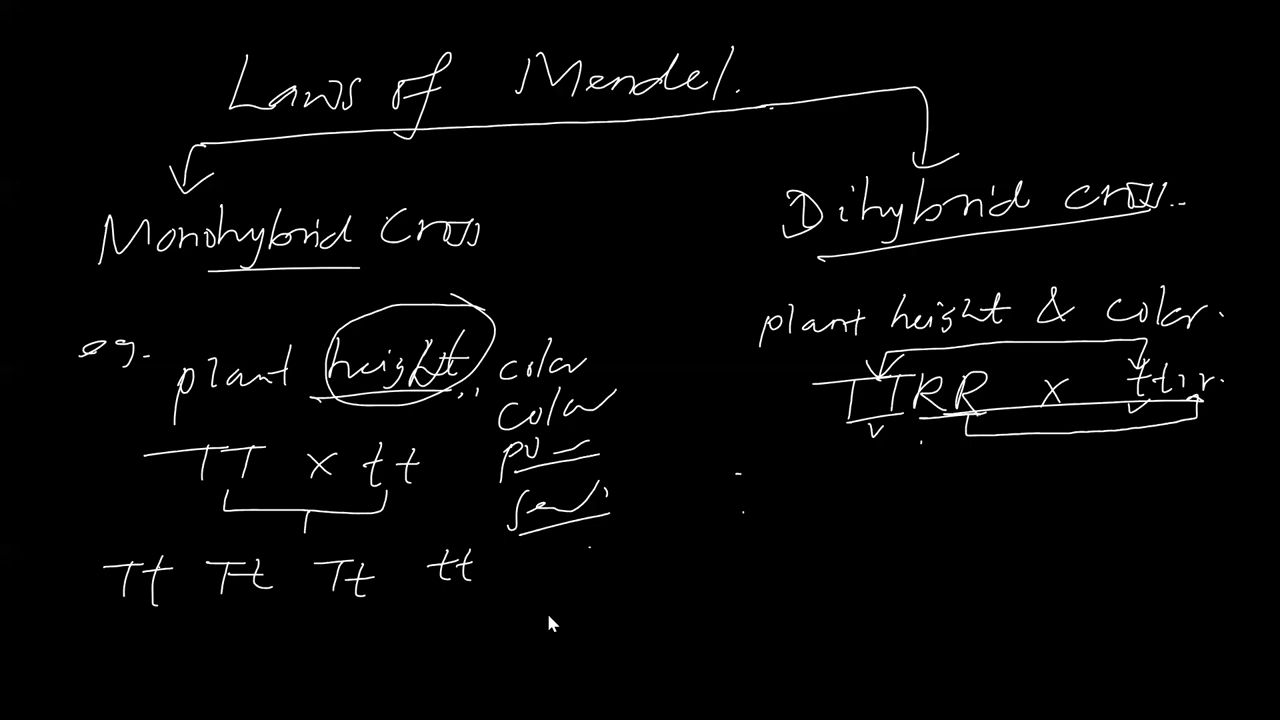 Laws of Mendel.
Monohybrid Cross
Dihybrid cross..
eg. plant height,, color
color
plant height & color.
TT x tt
TTRR x ttrr.
Tt Tt Tt tt